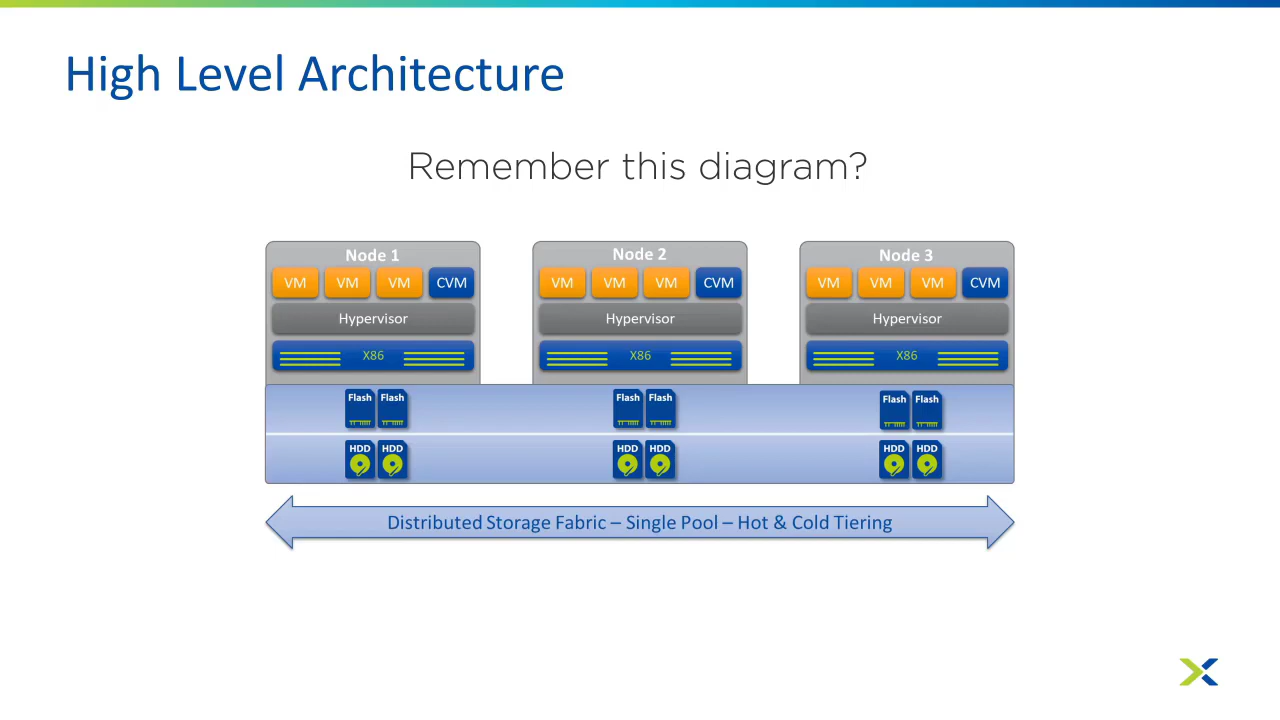 High Level Architecture
Remember this diagram?
Node 1
VM VM VM CVM
Hypervisor
X86
Node 2
VM VM VM CVM
Hypervisor
X86
Node 3
VM VM VM CVM
Hypervisor
X86
Flash Flash
Flash Flash
Flash Flash
HDD HDD
HDD HDD
HDD HDD
Distributed Storage Fabric – Single Pool – Hot & Cold Tiering